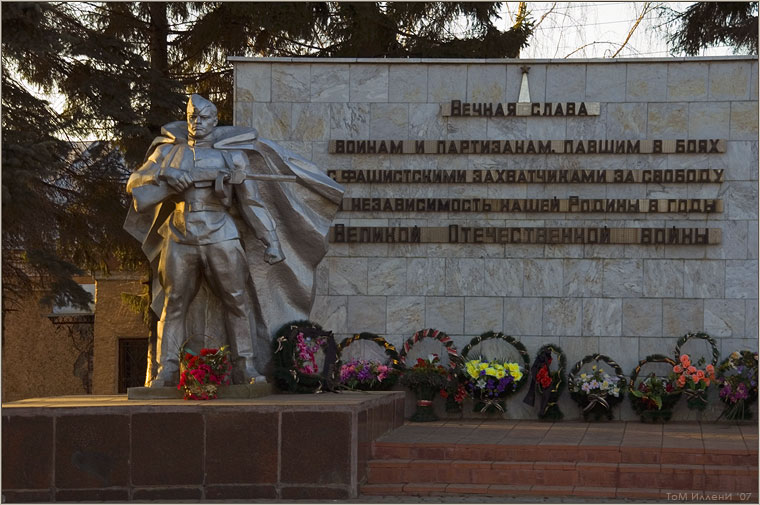 Вечная слава
воинам и партизанам, павшим в боях
с фашистскими захватчиками за свободу
и независимость нашей Родины в годы
Великой Отечественной войны
ТоМ ИлленИ '07